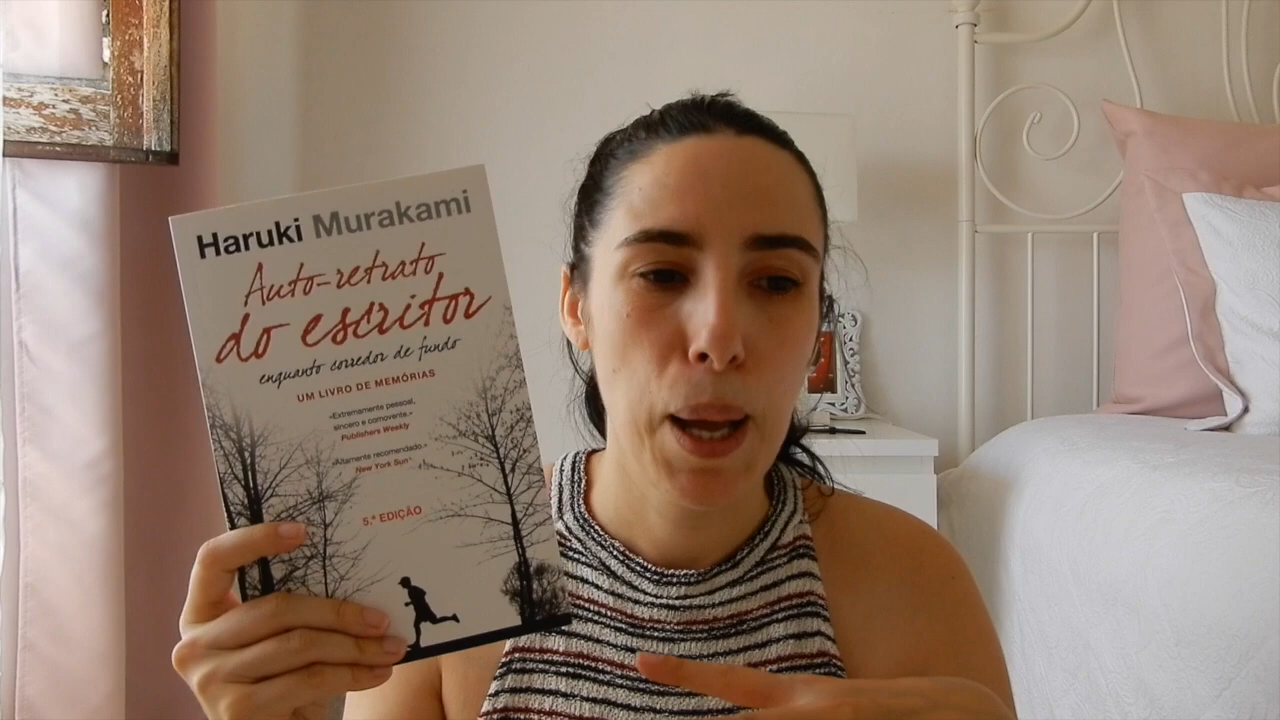 Haruki Murakami
Auto-retrato
do escritor
enquanto corredor de fundo
UM LIVRO DE MEMÓRIAS
«Extremamente pessoal,
sincero e comovente.»
Publishers Weekly
«Altamente recomendado.»
New York Sun
5.ª EDIÇÃO